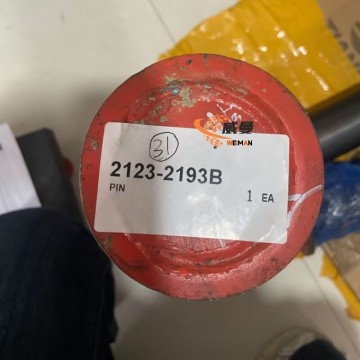 威曼
WEIMAN
31
2123-2193B
PIN
1 EA